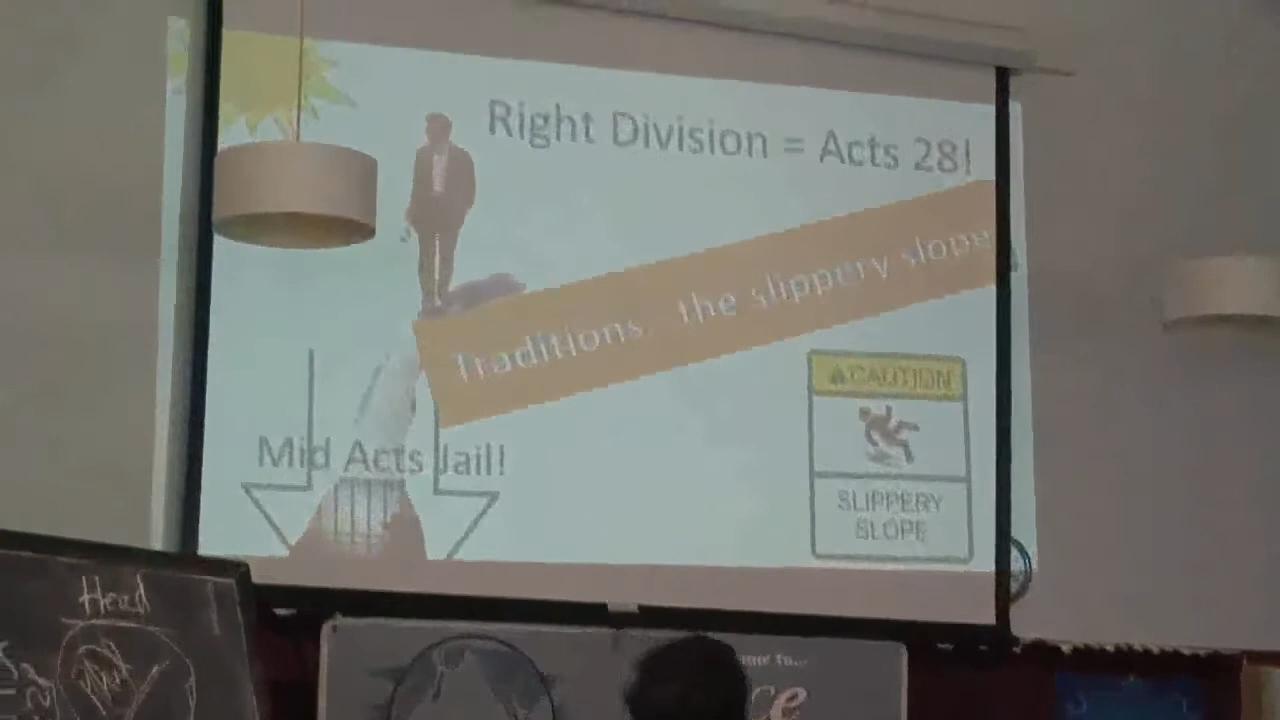 Right Division = Acts 28!
Traditions the slippery slope
CAUTION
Mid Acts Jail!
SLIPPERY
SLOPE
Head